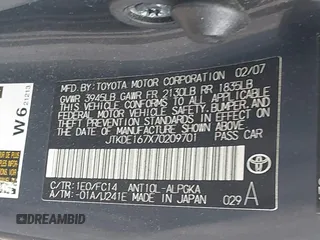 MFD. BY: TOYOTA MOTOR CORPORATION 02/07
GVWR 3945LB GAWR FR 2130LB RR 1835LB
THIS VEHICLE CONFORMS TO ALL APPLICABLE
FEDERAL MOTOR VEHICLE SAFETY, BUMPER, AND
THEFT PREVENTION STANDARDS IN EFFECT ON
THE DATE OF MANUFACTURE SHOWN ABOVE.
JTKDE167X70209701 PASS. CAR
C/TR:1E0/FC14 ANT10L-ALPGKA
A/TM:-01A/U241E MADE IN JAPAN 029 A
TOYOTA
W6
21213
DREAMBID